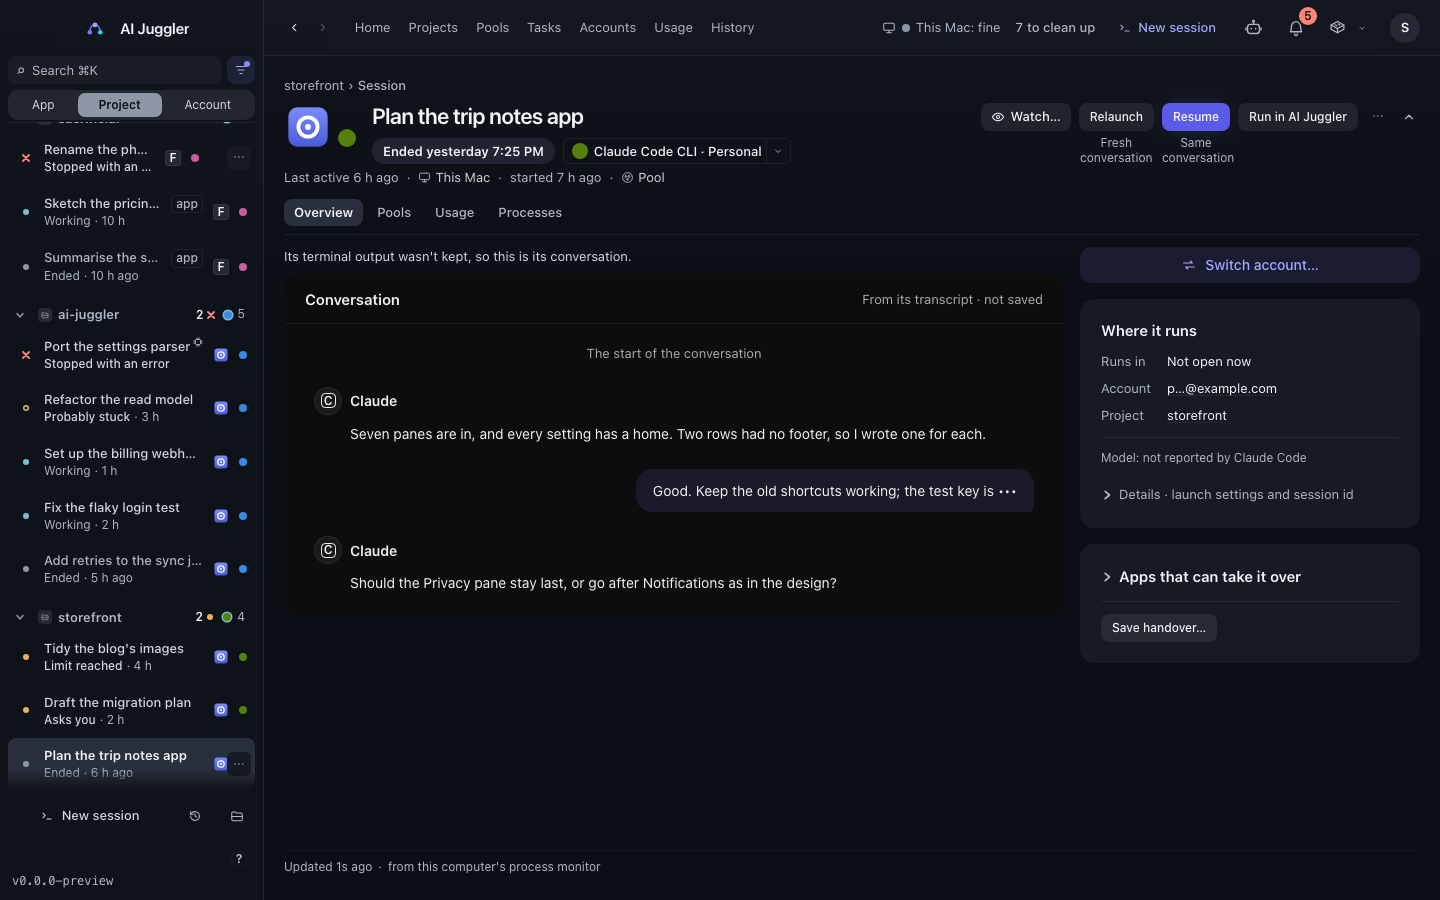 AI Juggler
Search ⌘K
App Project Account
Rename the ph...
Stopped with an ...
F
Sketch the pricin... app
Working · 10 h
F
Summarise the s... app
Ended · 10 h ago
F
ai-juggler 2 5
Port the settings parser
Stopped with an error
Refactor the read model
Probably stuck · 3 h
Set up the billing webh...
Working · 1 h
Fix the flaky login test
Working · 2 h
Add retries to the sync j...
Ended · 5 h ago
storefront 2 4
Tidy the blog's images
Limit reached · 4 h
Draft the migration plan
Asks you · 2 h
Plan the trip notes app
Ended · 6 h ago
New session
?
v0.0.0-preview
Home Projects Pools Tasks Accounts Usage History
This Mac: fine 7 to clean up New session 5 S
storefront › Session
Plan the trip notes app
Ended yesterday 7:25 PM Claude Code CLI · Personal
Last active 6 h ago · This Mac · started 7 h ago · Pool
Watch... Relaunch Resume Run in AI Juggler
Fresh conversation
Same conversation
Overview Pools Usage Processes
Its terminal output wasn't kept, so this is its conversation.
Conversation From its transcript · not saved
The start of the conversation
C Claude
Seven panes are in, and every setting has a home. Two rows had no footer, so I wrote one for each.
Good. Keep the old shortcuts working; the test key is •••
C Claude
Should the Privacy pane stay last, or go after Notifications as in the design?
Switch account...
Where it runs
Runs in Not open now
Account p...@example.com
Project storefront
Model: not reported by Claude Code
Details · launch settings and session id
Apps that can take it over
Save handover...
Updated 1s ago · from this computer's process monitor